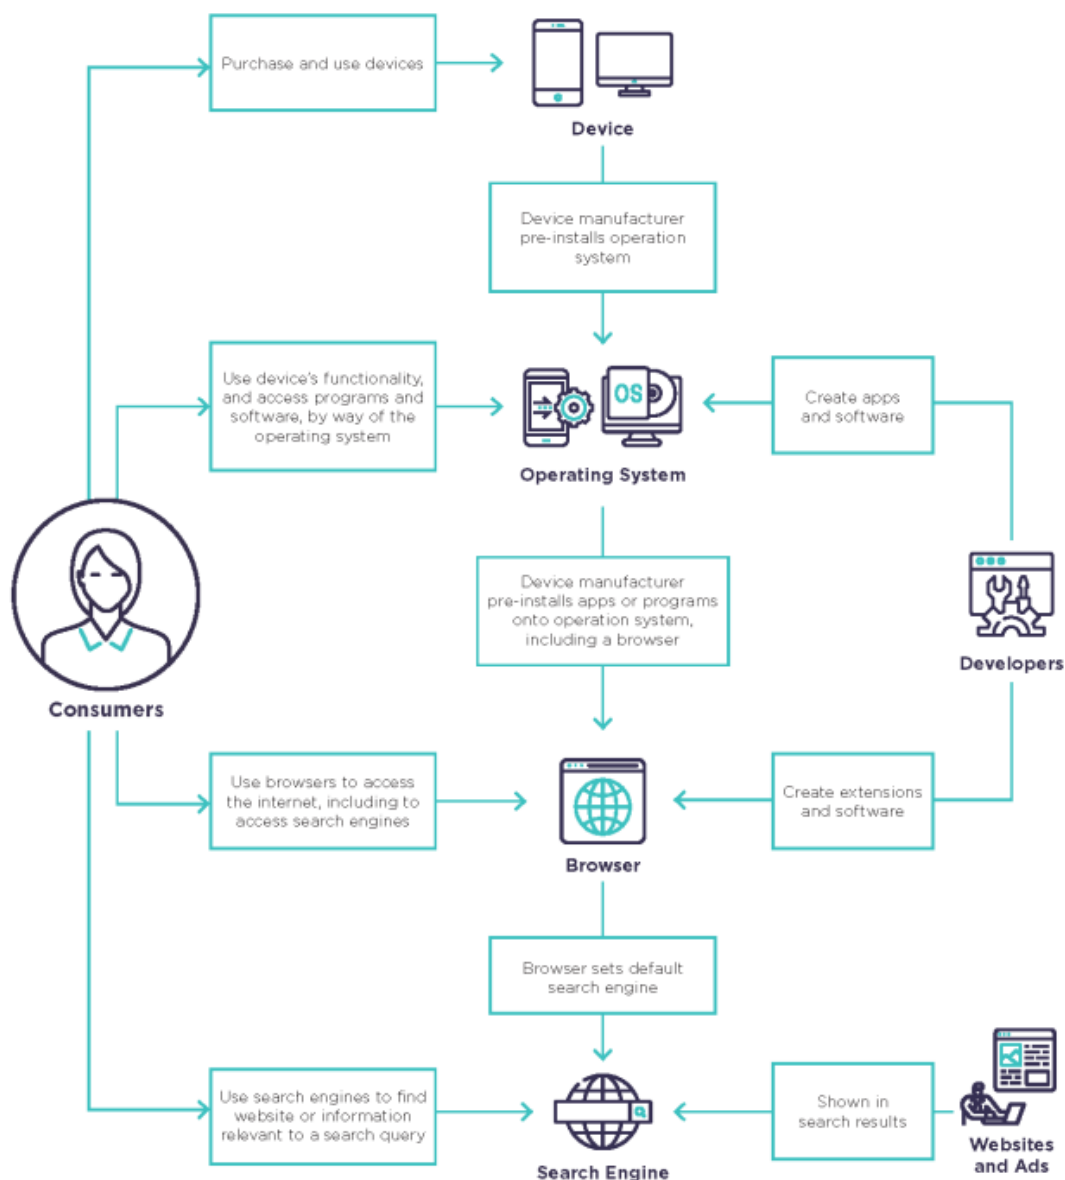 Purchase and use devices
Device
Device manufacturer
pre-installs operation
system
Use device's functionality,
and access programs and
software, by way of the
operating system
OS
Operating System
Create apps
and software
Device manufacturer
pre-installs apps or programs
onto operation system,
including a browser
Developers
Consumers
Use browsers to access
the internet, including to
access search engines
Browser
Create extensions
and software
Browser sets default
search engine
Use search engines to find
website or information
relevant to a search query
Search Engine
Shown in
search results
Websites
and Ads